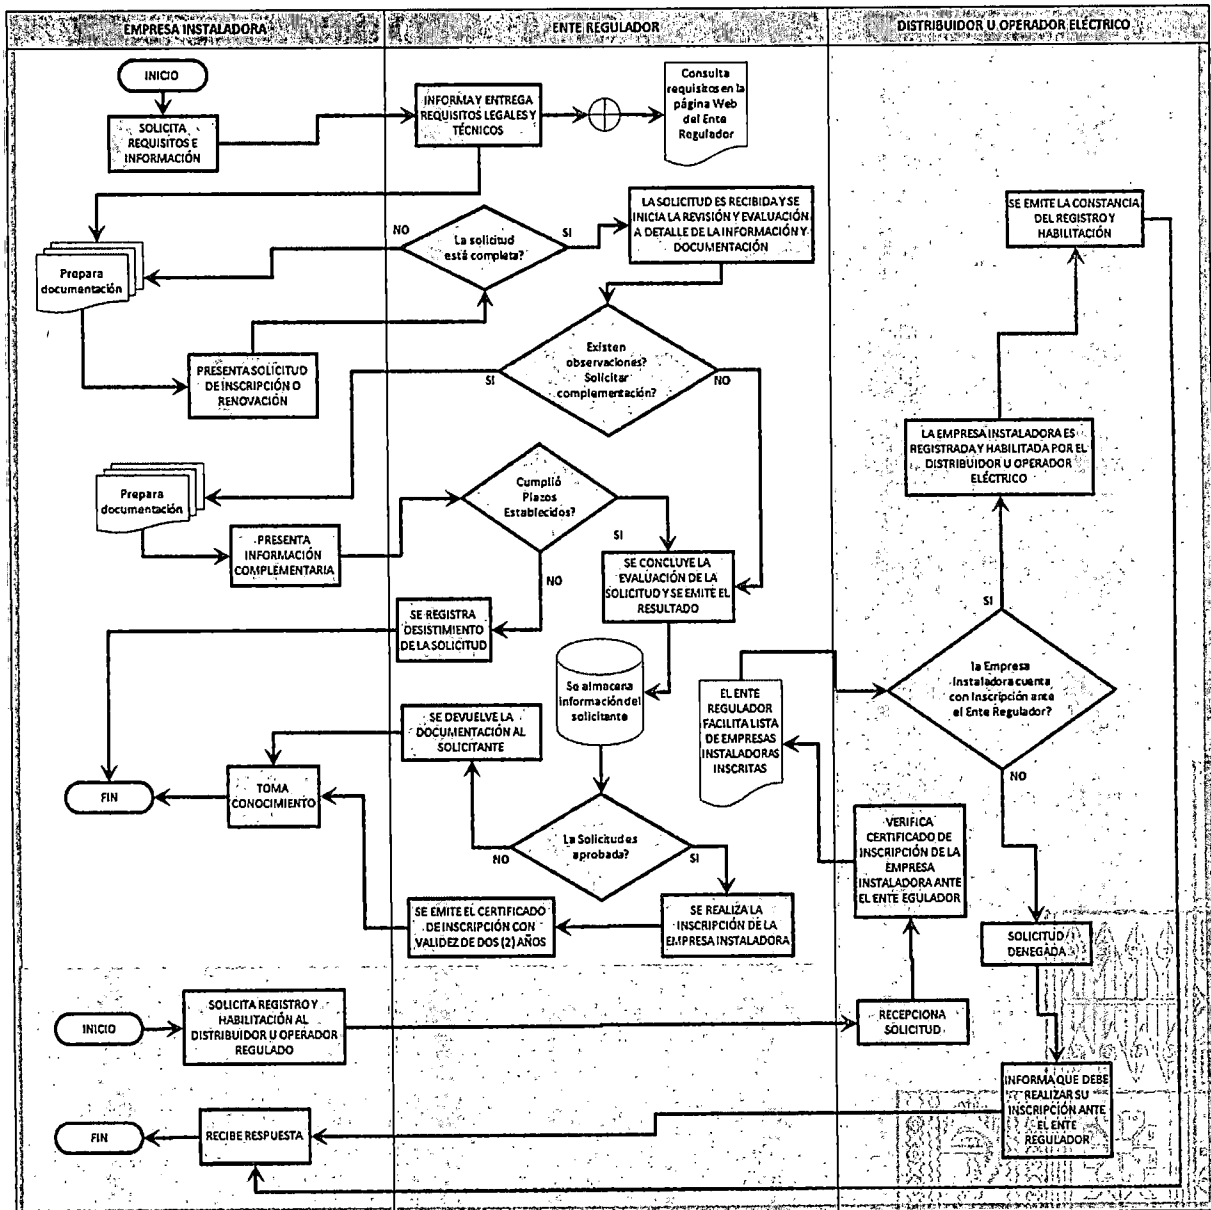 EMPRESA INSTALADORA
ENTE REGULADOR
DISTRIBUIDOR U OPERADOR ELÉCTRICO
INICIO
SOLICITA
REQUISITOS E
INFORMACIÓN
INFORMA Y ENTREGA
REQUISITOS LEGALES Y
TÉCNICOS
Consulta
requisitos en la
página Web
del Ente
Regulador
LA SOLICITUD ES RECIBIDA Y SE
INICIA LA REVISIÓN Y EVALUACIÓN
A DETALLE DE LA INFORMACIÓN Y
DOCUMENTACIÓN
SE EMITE LA CONSTANCIA
DEL REGISTRO Y
HABILITACIÓN
NO
La solicitud
está completa?
SI
Prepara
documentación
PRESENTA SOLICITUD
DE INSCRIPCIÓN O
RENOVACIÓN
SI
Existen
observaciones?
Solicitar
complementación?
NO
LA EMPRESA INSTALADORA ES
REGISTRADA Y HABILITADA POR EL
DISTRIBUIDOR U OPERADOR
ELÉCTRICO
Prepara
documentación
Cumplió
Plazos
Establecidos?
SI
NO
PRESENTA
INFORMACIÓN
COMPLEMENTARIA
SE CONCLUYE LA
EVALUACIÓN DE LA
SOLICITUD Y SE EMITE EL
RESULTADO
SE REGISTRA
DESISTIMIENTO
DE LA SOLICITUD
SI
la Empresa
Instaladora cuenta
con Inscripción ante
el Ente Regulador?
NO
Se almacena
información del
solicitante
EL ENTE
REGULADOR
FACILITA LISTA
DE EMPRESAS
INSTALADORAS
INSCRITAS
SE DEVUELVE LA
DOCUMENTACIÓN AL
SOLICITANTE
FIN
TOMA
CONOCIMIENTO
NO
La Solicitud es
aprobada?
SI
VERIFICA
CERTIFICADO DE
INSCRIPCIÓN DE LA
EMPRESA
INSTALADORA ANTE
EL ENTE EGULADOR
SE EMITE EL CERTIFICADO
DE INSCRIPCIÓN CON
VALIDEZ DE DOS (2) AÑOS
SE REALIZA LA
INSCRIPCIÓN DE LA
EMPRESA INSTALADORA
SOLICITUD
DENEGADA
INICIO
SOLICITA REGISTRO Y
HABILITACIÓN AL
DISTRIBUIDOR U OPERADOR
REGULADO
RECEPCIONA
SOLICITUD
INFORMA QUE DEBE
REALIZAR SU
INSCRIPCIÓN ANTE
EL ENTE
REGULADOR
FIN
RECIBE RESPUESTA